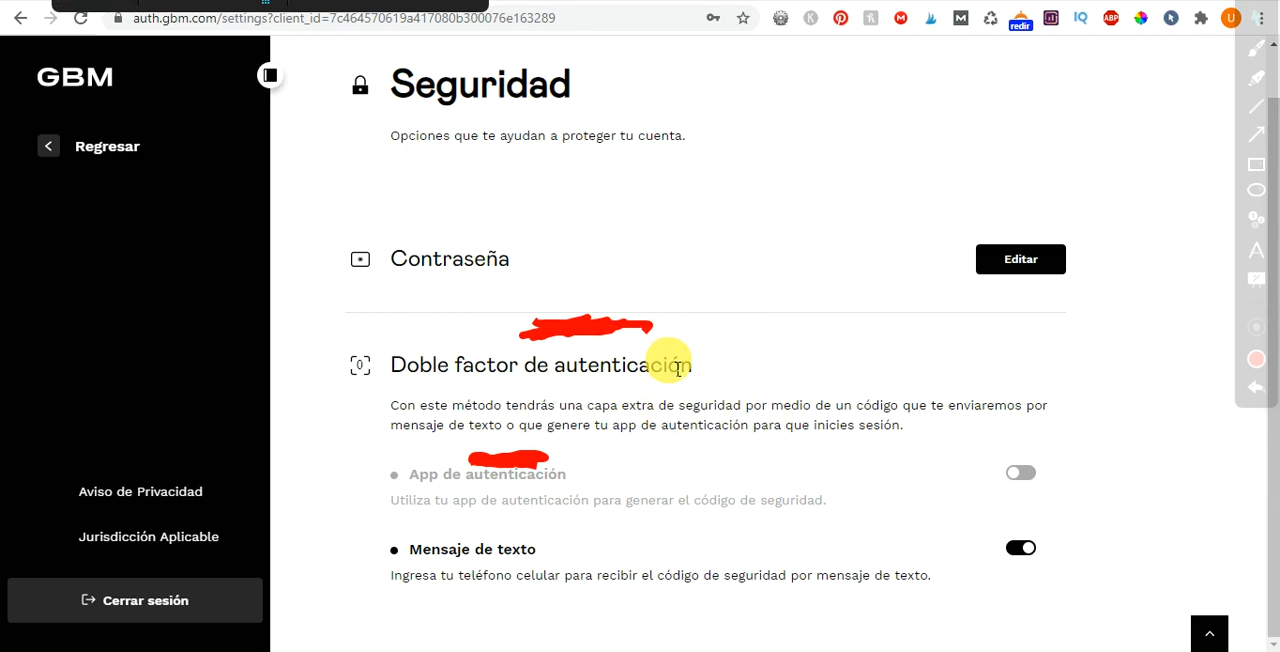 auth.gbm.com/settings?client_id=7c464570619a417080b300076e163289
redir
IQ
ABP
U
GBM
Regresar
Seguridad
Opciones que te ayudan a proteger tu cuenta.
Contraseña
Editar
Doble factor de autenticación
Con este método tendrás una capa extra de seguridad por medio de un código que te enviaremos por
mensaje de texto o que genere tu app de autenticación para que inicies sesión.
App de autenticación
Utiliza tu app de autenticación para generar el código de seguridad.
Mensaje de texto
Ingresa tu teléfono celular para recibir el código de seguridad por mensaje de texto.
Aviso de Privacidad
Jurisdicción Aplicable
Cerrar sesión